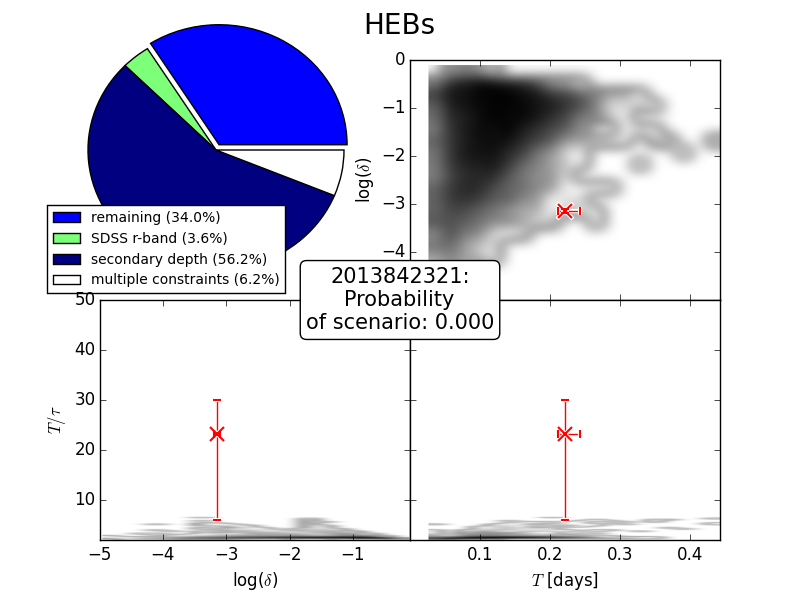 HEBs
remaining (34.0%)
SDSS r-band (3.6%)
secondary depth (56.2%)
multiple constraints (6.2%)
log(δ)
0
−1
−2
−3
−4
2013842321:
Probability
of scenario: 0.000
T/τ
50
40
30
20
10
−5
−4
−3
−2
−1
log(δ)
0.1
0.2
0.3
0.4
T [days]